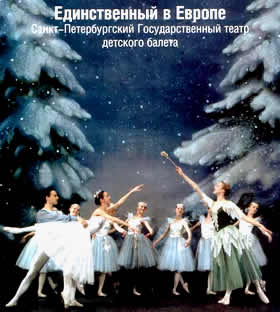 Единственный в Европе
Санкт-Петербургский Государственный театр
детского балета